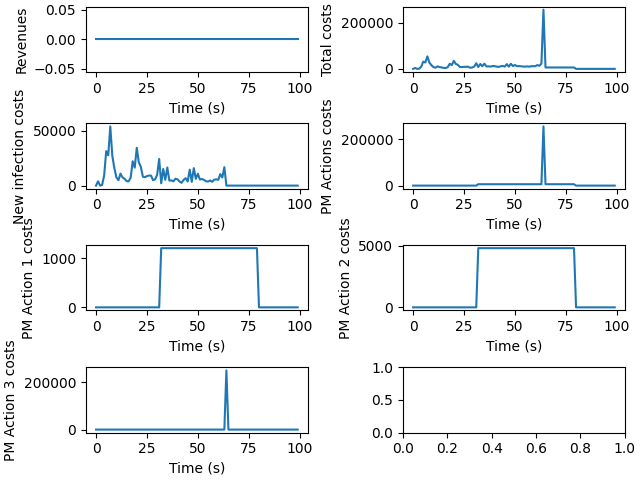 Revenues
0.05
0.00
−0.05
0 25 50 75 100
Time (s)
Total costs
200000
0
0 25 50 75 100
Time (s)
New infection costs
50000
0
0 25 50 75 100
Time (s)
PM Actions costs
200000
0
0 25 50 75 100
Time (s)
PM Action 1 costs
1000
0
0 25 50 75 100
Time (s)
PM Action 2 costs
5000
0
0 25 50 75 100
Time (s)
PM Action 3 costs
200000
0
0 25 50 75 100
Time (s)
1.0
0.5
0.0
0.0 0.2 0.4 0.6 0.8 1.0